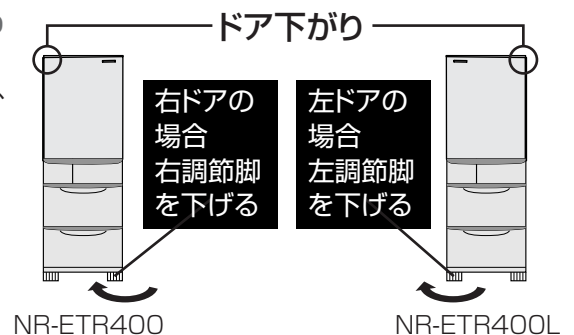 ドア下がり
右ドアの
場合
右調節脚
を下げる
左ドアの
場合
左調節脚
を下げる
NR-ETR400
NR-ETR400L